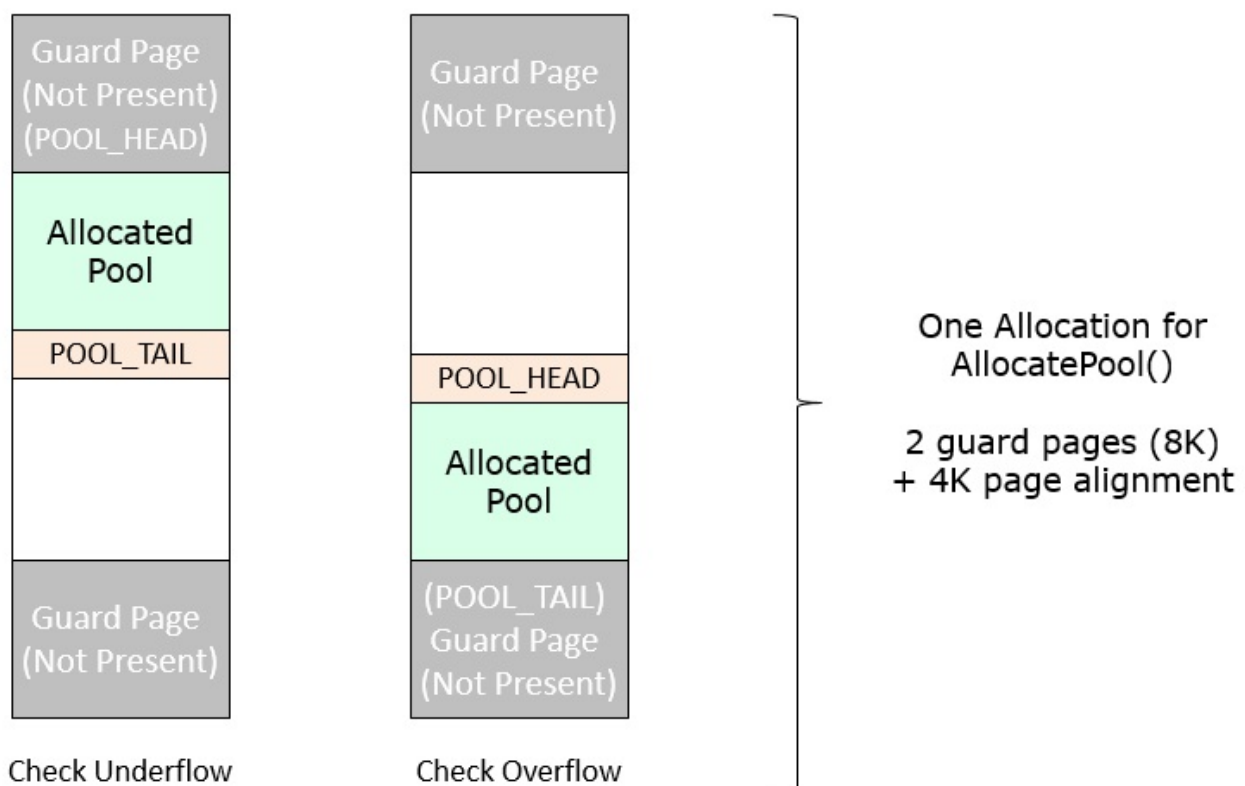 Guard Page
(Not Present)
(POOL_HEAD)
Allocated
Pool
POOL_TAIL
Guard Page
(Not Present)
Check Underflow
Guard Page
(Not Present)
POOL_HEAD
Allocated
Pool
(POOL_TAIL)
Guard Page
(Not Present)
Check Overflow
One Allocation for
AllocatePool()
2 guard pages (8K)
+ 4K page alignment